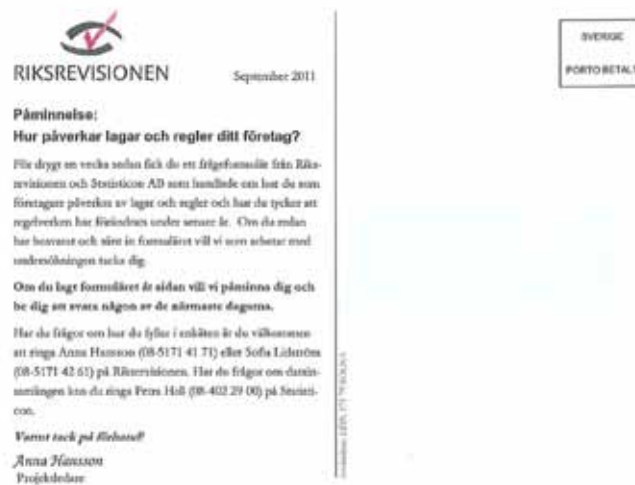 RIKSREVISIONEN
September 2011
SVERIGE
PORTO BETALT
Påminnelse:
Hur påverkar lagar och regler ditt företag?
För drygt en vecka sedan fick du ett frågeformulär från Riks-
revisionen och Statisticon AB som handlade om hur du som
företagare påverkas av lagar och regler och hur du tycker att
regelverken har förändrats under senare år. Om du redan
har besvarat och sänt in formuläret vill vi som arbetar med
undersökningen tacka dig.
Om du lagt formuläret åt sidan vill vi påminna dig och
be dig att svara någon av de närmaste dagarna.
Har du frågor om hur du fyller i enkäten är du välkommen
att ringa Anna Hansson (08-5171 41 71) eller Sofia
(08-5171 42 61) på Riksrevisionen. Har du frågor om datain-
samlingen kan du ringa Petra Holl (08-402 29 00) på Statisti-
con.
Varmt tack på förhand!
Anna Hansson
Projektledare